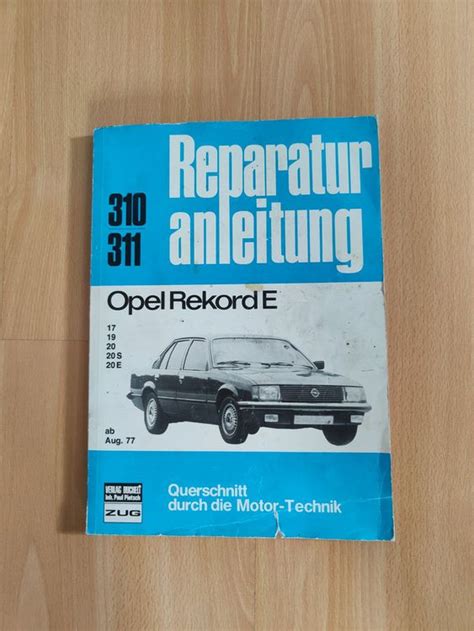 Reparatur
anleitung
310
311
Opel Rekord E
17
19
20
20 S
20 E
ab
Aug. 77
VERLAG BUCHELI
Inh. Paul Pietsch
ZUG
Querschnitt
durch die Motor-Technik